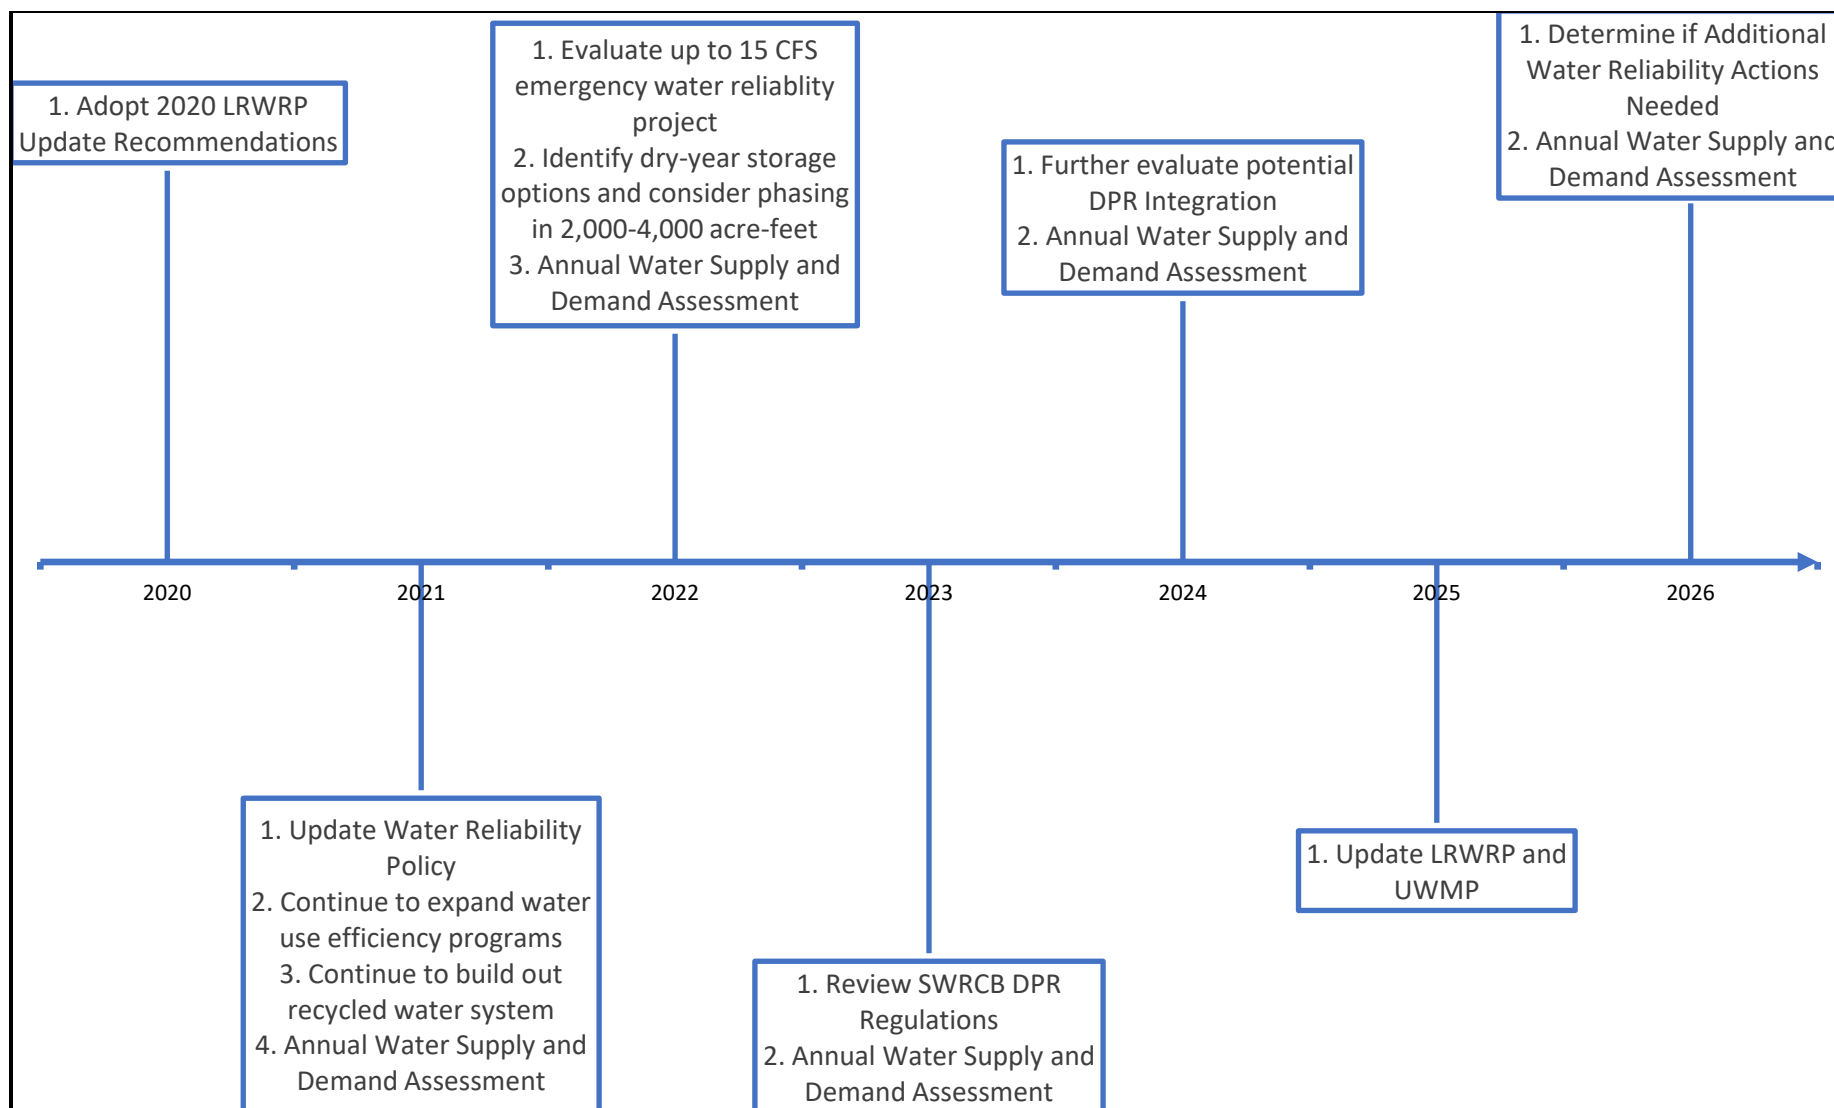 1. Adopt 2020 LRWRP
Update Recommendations
1. Evaluate up to 15 CFS
emergency water reliablity
project
2. Identify dry-year storage
options and consider phasing
in 2,000-4,000 acre-feet
3. Annual Water Supply and
Demand Assessment
1. Further evaluate potential
DPR Integration
2. Annual Water Supply and
Demand Assessment
1. Determine if Additional
Water Reliability Actions
Needed
2. Annual Water Supply and
Demand Assessment
2020
2021
2022
2023
2024
2025
2026
1. Update Water Reliability
Policy
2. Continue to expand water
use efficiency programs
3. Continue to build out
recycled water system
4. Annual Water Supply and
Demand Assessment
1. Review SWRCB DPR
Regulations
2. Annual Water Supply and
Demand Assessment
1. Update LRWRP and
UWMP